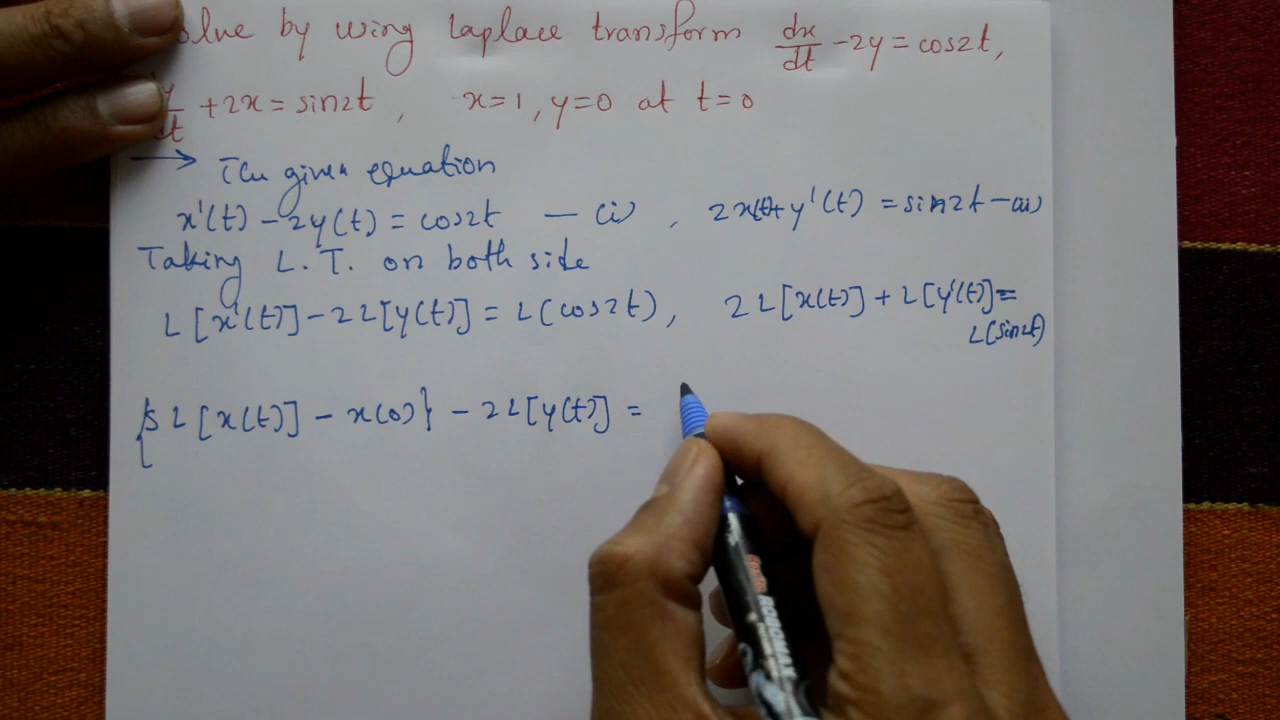 olve by using laplace transform dx/dt - 2y = cos2t,
/dt + 2x = sin2t , x=1, y=0 at t=0
→ The given equation
x'(t) - 2y(t) = cos2t — (i) , 2x(t)+y'(t) = sin2t — (ii)
Taking L.T. on both side
L[x'(t)] - 2L[y(t)] = L(cos2t), 2L[x(t)] + L[y'(t)] =
L(sin2t)
{s L[x(t)] - x(0)} - 2L[y(t)] =